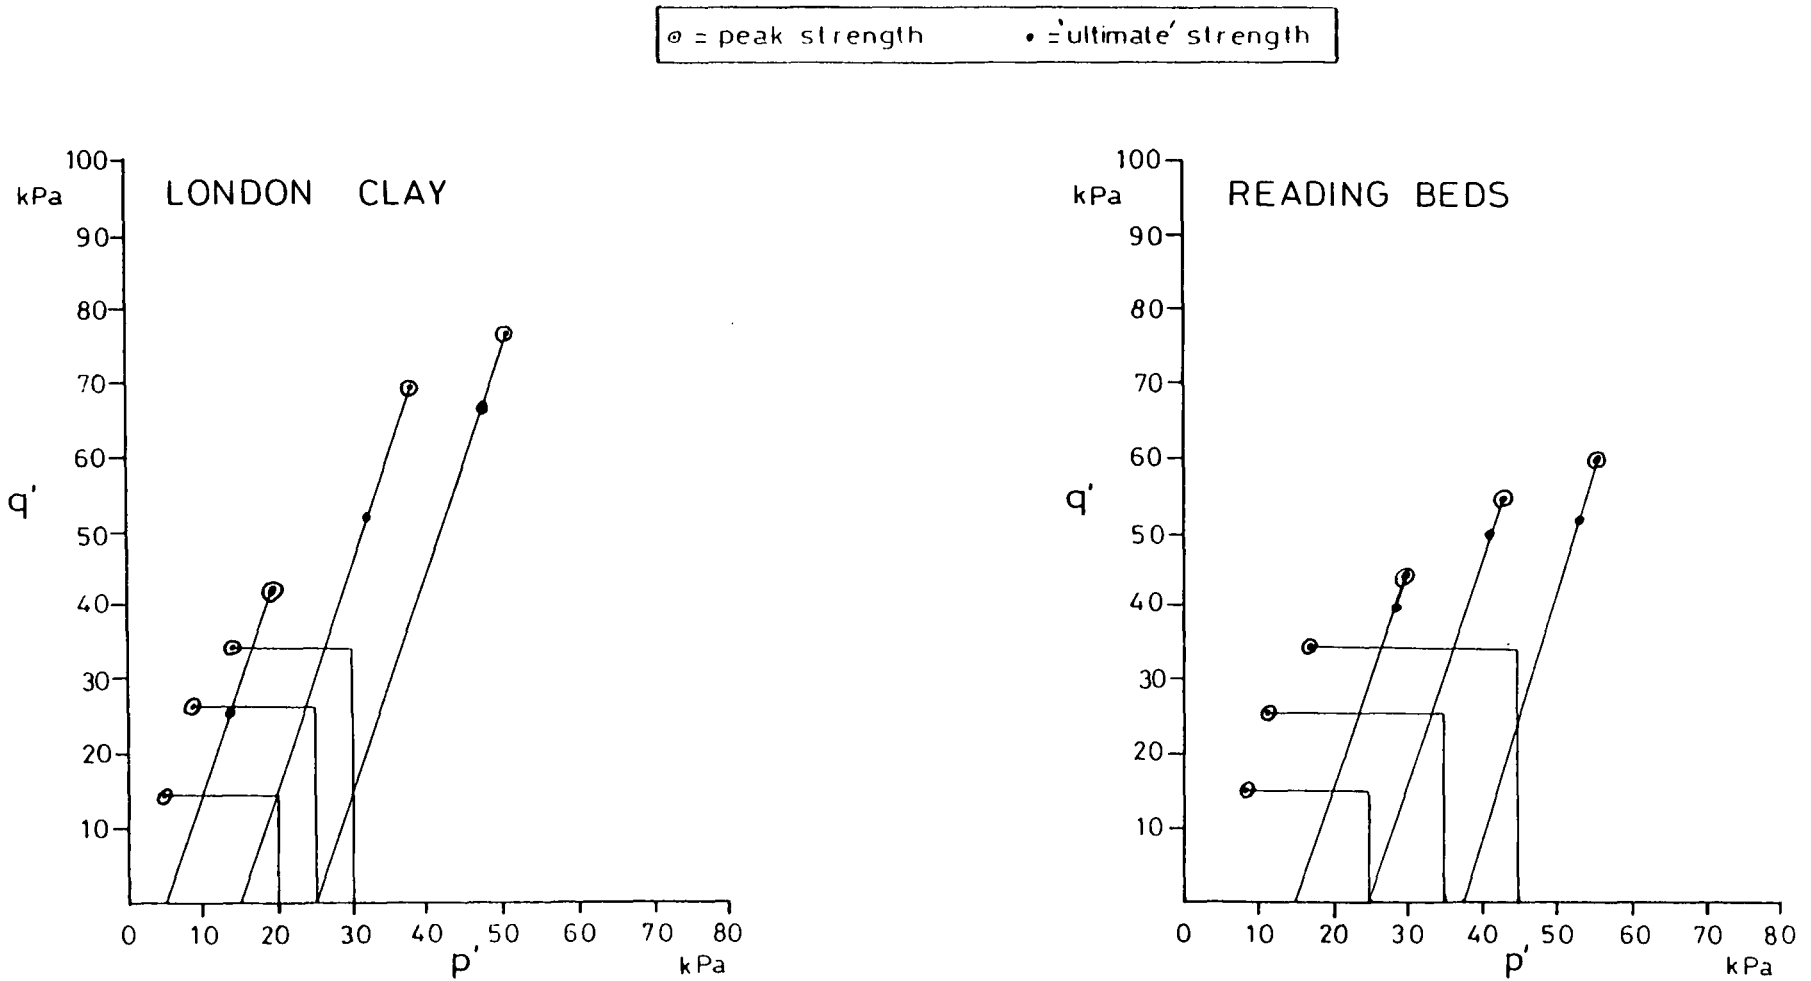 ⊙ = peak strength • = 'ultimate' strength
LONDON CLAY
100
kPa
90
80
70
60
q'
50
40
30
20
10
0 10 20 30 40 50 60 70 80
p' kPa
READING BEDS
100
kPa
90
80
70
60
q'
50
40
30
20
10
0 10 20 30 40 50 60 70 80
p' kPa